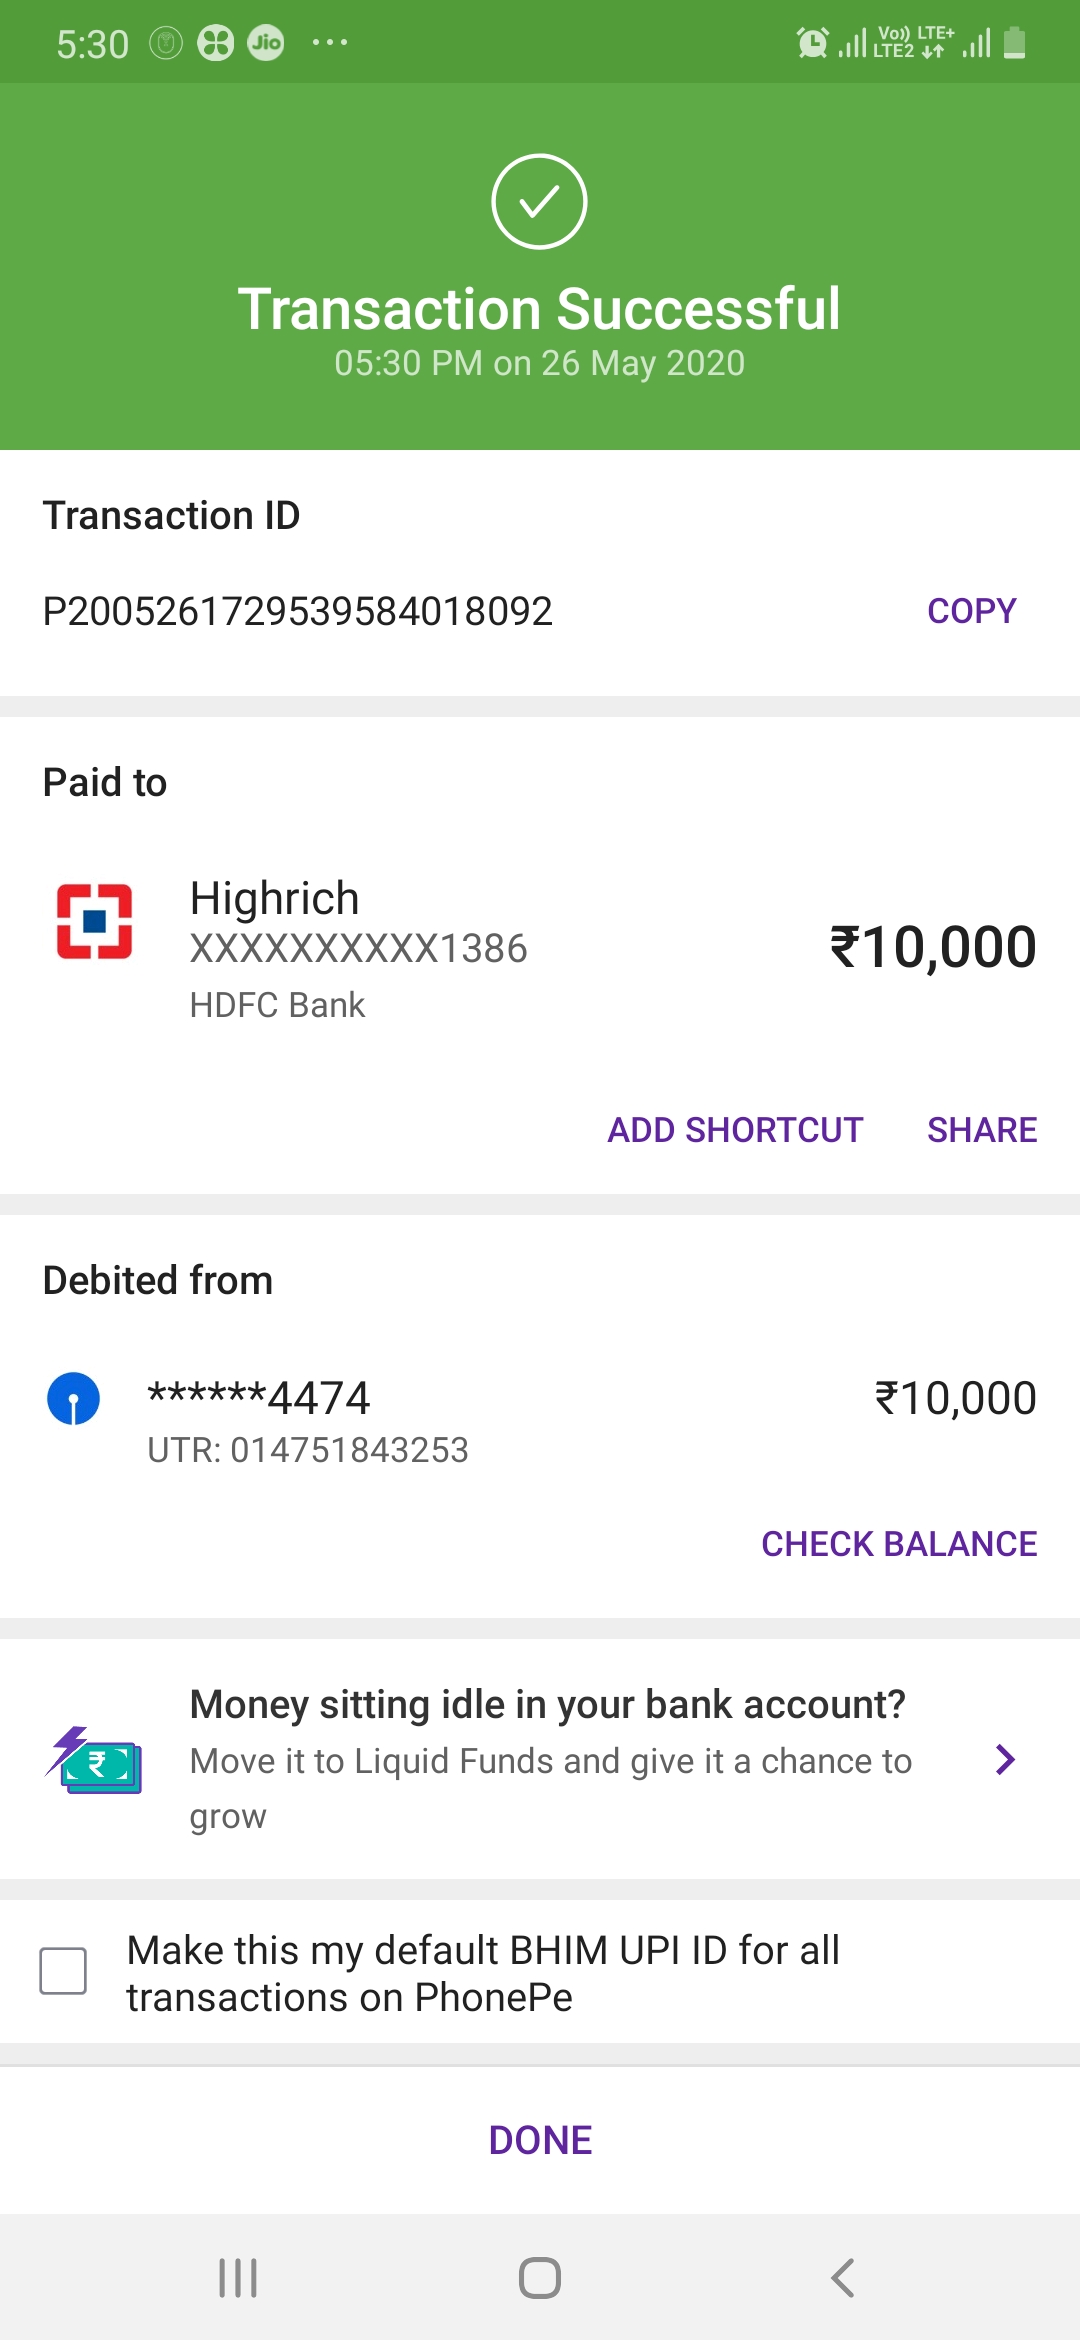 5:30 Jio ... Vo)) LTE+
LTE2
Transaction Successful
05:30 PM on 26 May 2020
Transaction ID
P2005261729539584018092 COPY
Paid to
Highrich
XXXXXXXXXX1386
₹10,000
HDFC Bank
ADD SHORTCUT SHARE
Debited from
******4474 ₹10,000
UTR: 014751843253
CHECK BALANCE
Money sitting idle in your bank account?
₹
Move it to Liquid Funds and give it a chance to
grow
Make this my default BHIM UPI ID for all
transactions on PhonePe
DONE